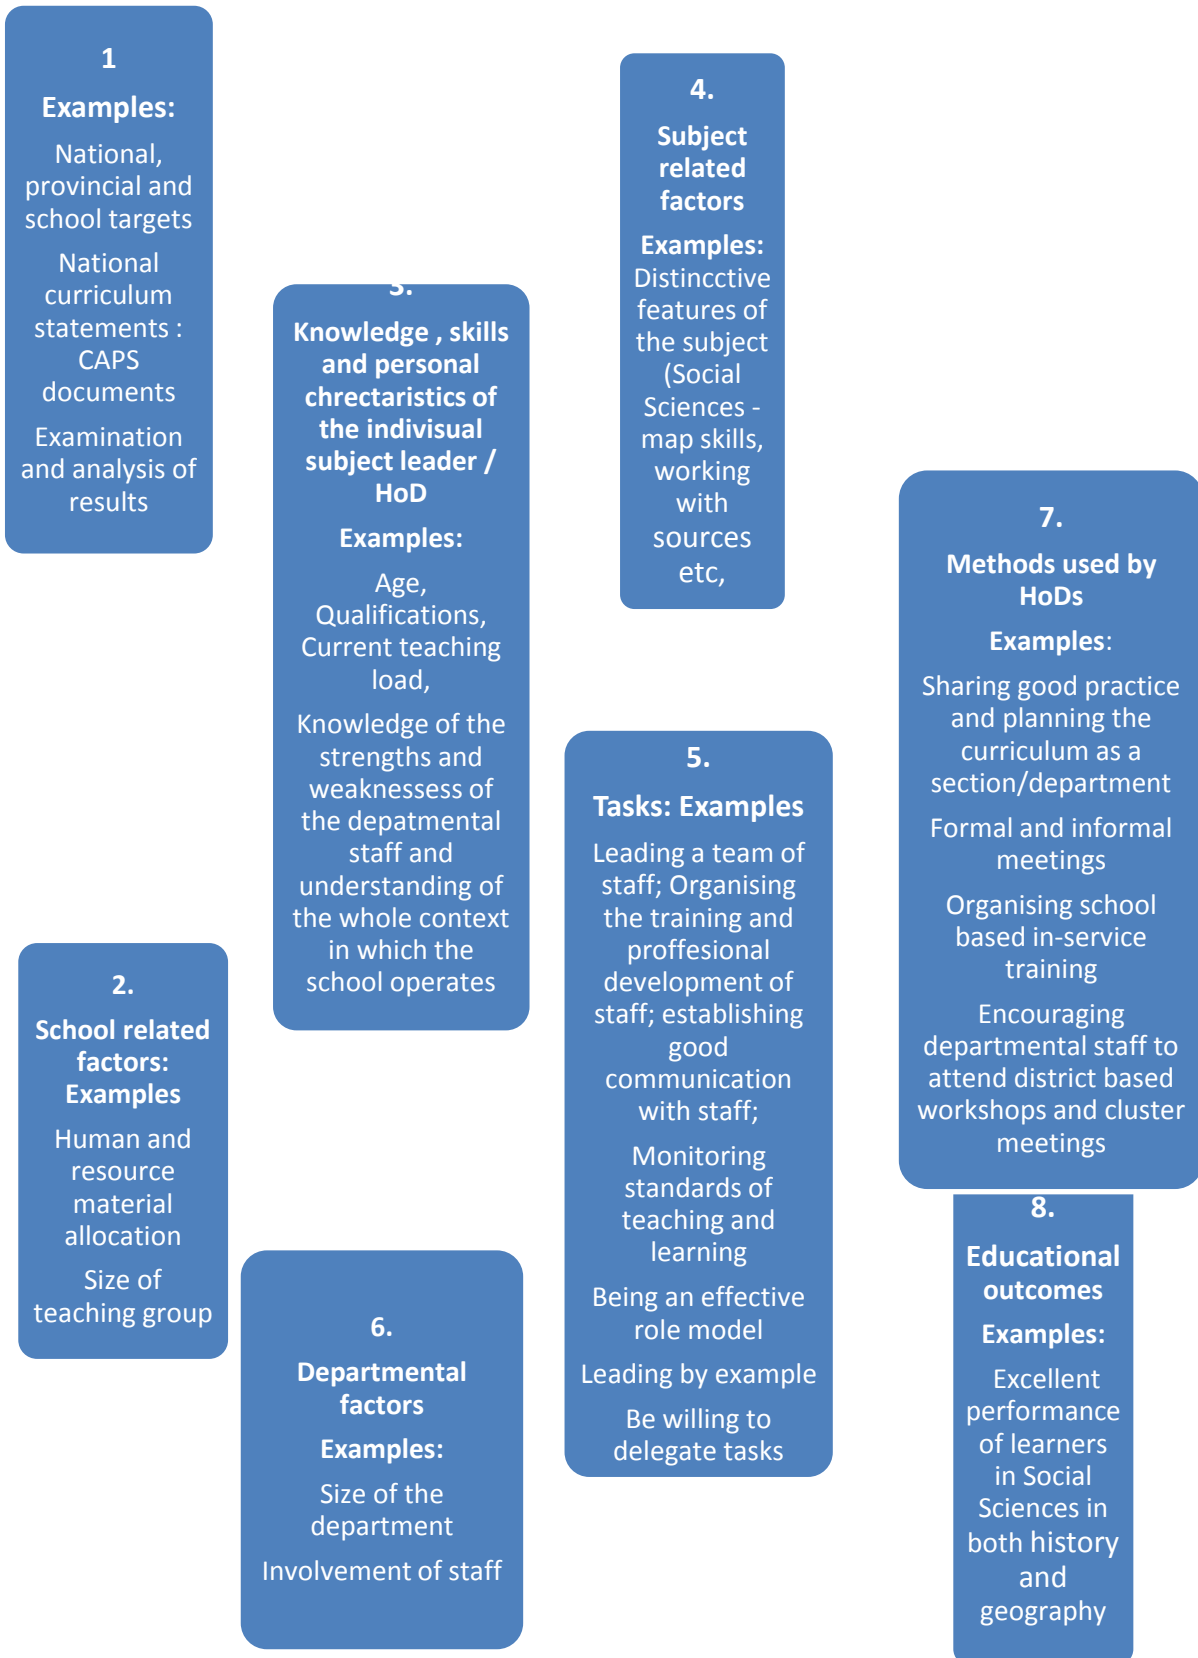 1
Examples:
National,
provincial and
school targets
National
curriculum
statements :
CAPS
documents
Examination
and analysis of
results
2.
School related
factors:
Examples
Human and
resource
material
allocation
Size of
teaching group
3.
Knowledge , skills
and personal
chrectaristics of
the indivisual
subject leader /
HoD
Examples:
Age,
Qualifications,
Current teaching
load,
Knowledge of the
strengths and
weaknessess of
the depatmental
staff and
understanding of
the whole context
in which the
school operates
4.
Subject
related
factors
Examples:
Distincctive
features of
the subject
(Social
Sciences -
map skills,
working
with
sources
etc,
5.
Tasks: Examples
Leading a team of
staff; Organising
the training and
proffesional
development of
staff; establishing
good
communication
with staff;
Monitoring
standards of
teaching and
learning
Being an effective
role model
Leading by example
Be willing to
delegate tasks
6.
Departmental
factors
Examples:
Size of the
department
Involvement of staff
7.
Methods used by
HoDs
Examples:
Sharing good practice
and planning the
curriculum as a
section/department
Formal and informal
meetings
Organising school
based in-service
training
Encouraging
departmental staff to
attend district based
workshops and cluster
meetings
8.
Educational
outcomes
Examples:
Excellent
performance
of learners
in Social
Sciences in
both history
and
geography